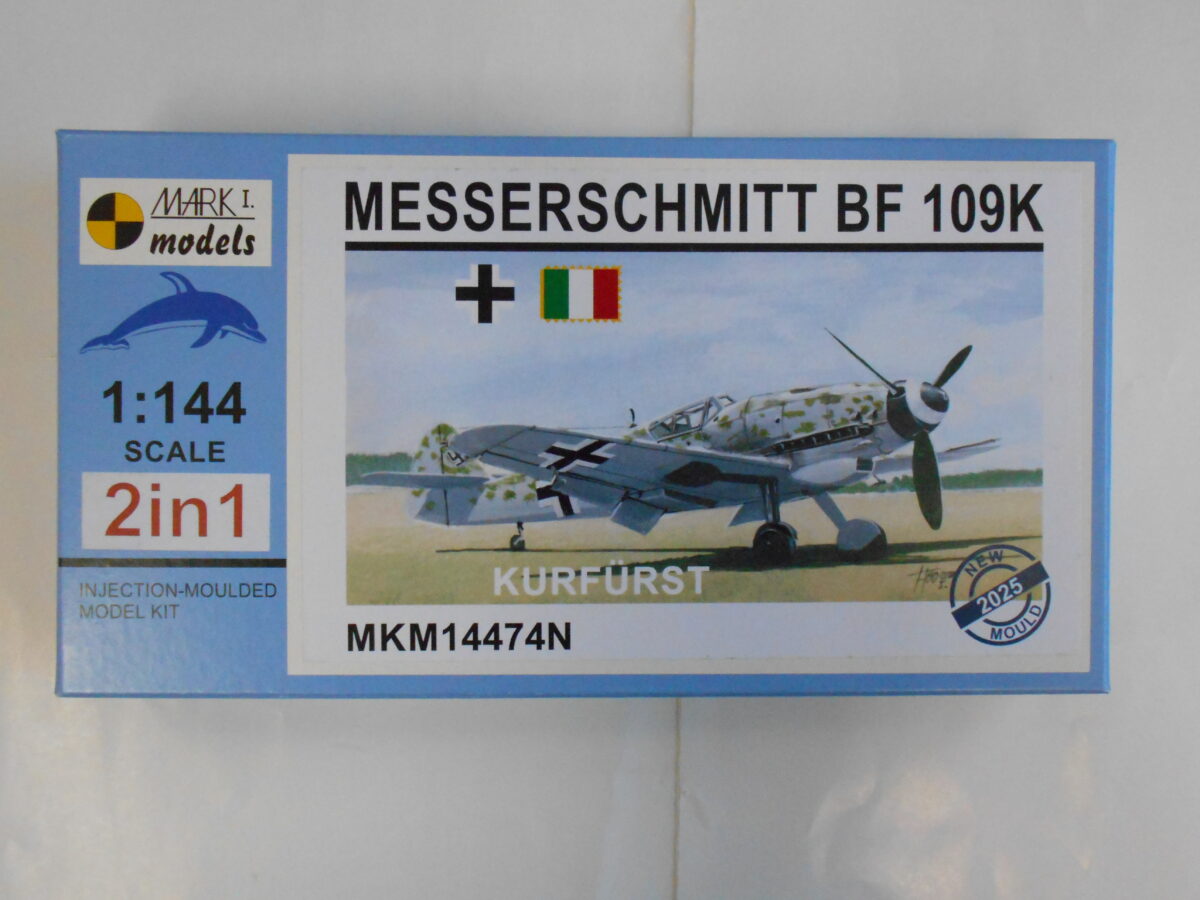 MARK I.
models
1:144
SCALE
2in1
INJECTION-MOULDED
MODEL KIT
MESSERSCHMITT BF 109K
KURFÜRST
MKM14474N
NEW
2025
MOULD